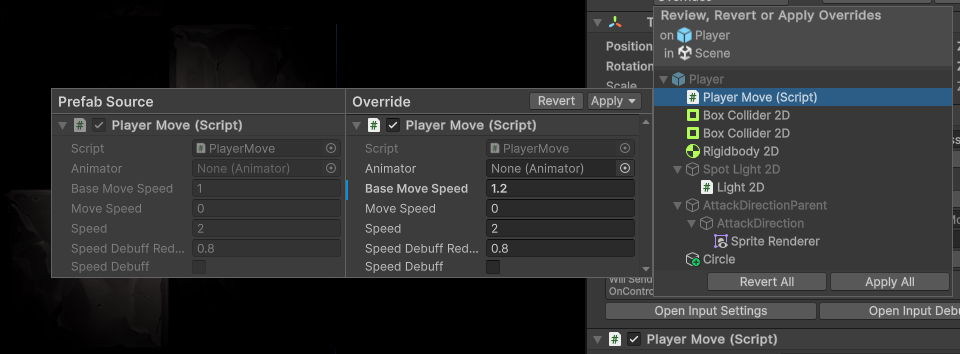 Overrides
Review, Revert or Apply Overrides
on Player
in Scene
Position
Rotation
Scale
Player
Player Move (Script)
Box Collider 2D
Box Collider 2D
Rigidbody 2D
Spot Light 2D
Light 2D
AttackDirectionParent
AttackDirection
Sprite Renderer
Circle
Revert All Apply All
Prefab Source
Player Move (Script)
Script PlayerMove
Animator None (Animator)
Base Move Speed 1
Move Speed 0
Speed 2
Speed Debuff Red... 0.8
Speed Debuff
Override Revert Apply
Player Move (Script)
Script PlayerMove
Animator None (Animator)
Base Move Speed 1.2
Move Speed 0
Speed 2
Speed Debuff Red... 0.8
Speed Debuff
Will Send
OnContro
Open Input Settings Open Input Debu
Player Move (Script)